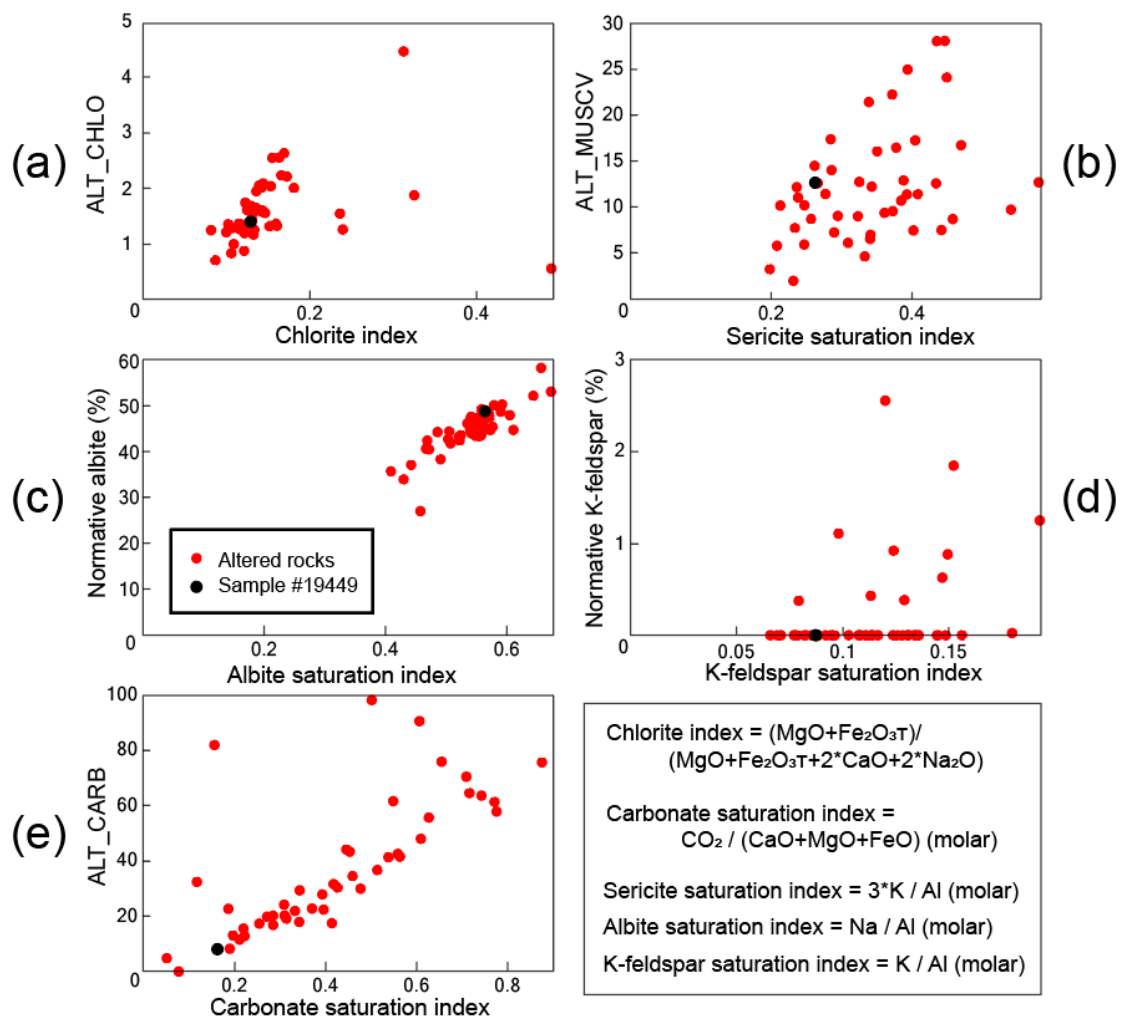 (a)
ALT_CHLO
5
4
3
2
1
0
0.2
0.4
Chlorite index
(b)
ALT_MUSCV
30
25
20
15
10
5
0
0.2
0.4
Sericite saturation index
(c)
Normative albite (%)
60
50
40
30
20
10
0
0.2
0.4
0.6
Albite saturation index
Altered rocks
Sample #19449
(d)
Normative K-feldspar (%)
3
2
1
0
0.05
0.1
0.15
K-feldspar saturation index
(e)
ALT_CARB
100
80
60
40
20
0
0.2
0.4
0.6
0.8
Carbonate saturation index
Chlorite index = (MgO+Fe₂O₃T)/
(MgO+Fe₂O₃T+2*CaO+2*Na₂O)
Carbonate saturation index =
CO₂ / (CaO+MgO+FeO) (molar)
Sericite saturation index = 3*K / Al (molar)
Albite saturation index = Na / Al (molar)
K-feldspar saturation index = K / Al (molar)